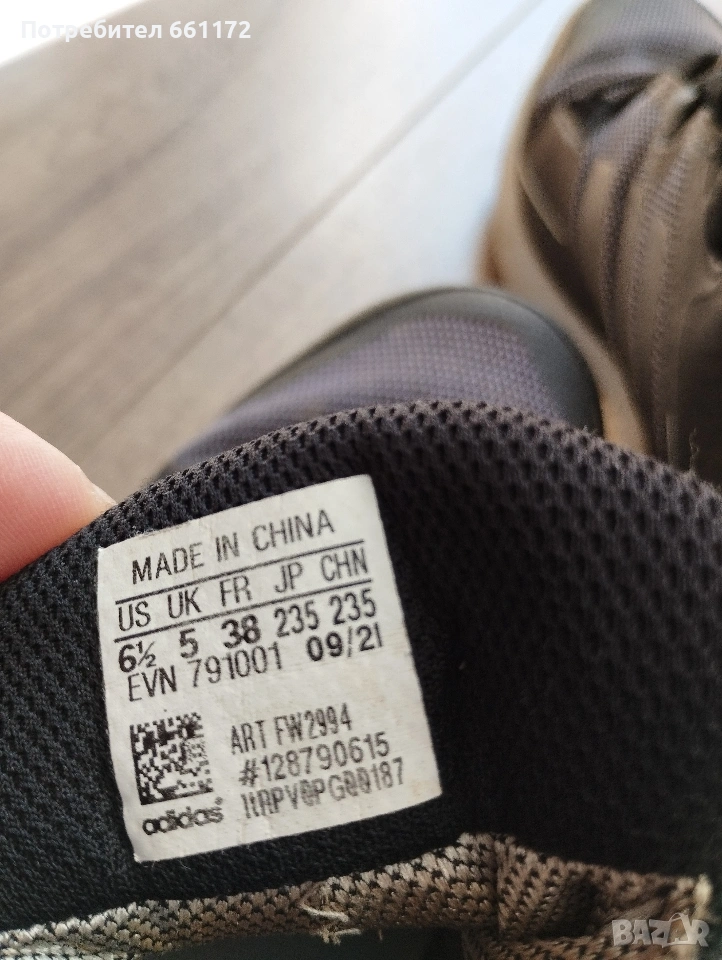 Потребител 661172
MADE IN CHINA
US UK FR JP CHN
6½ 5 38 235 235
EVN 791001 09/21
ART FW2994
#128790615
adidas
BAZAR